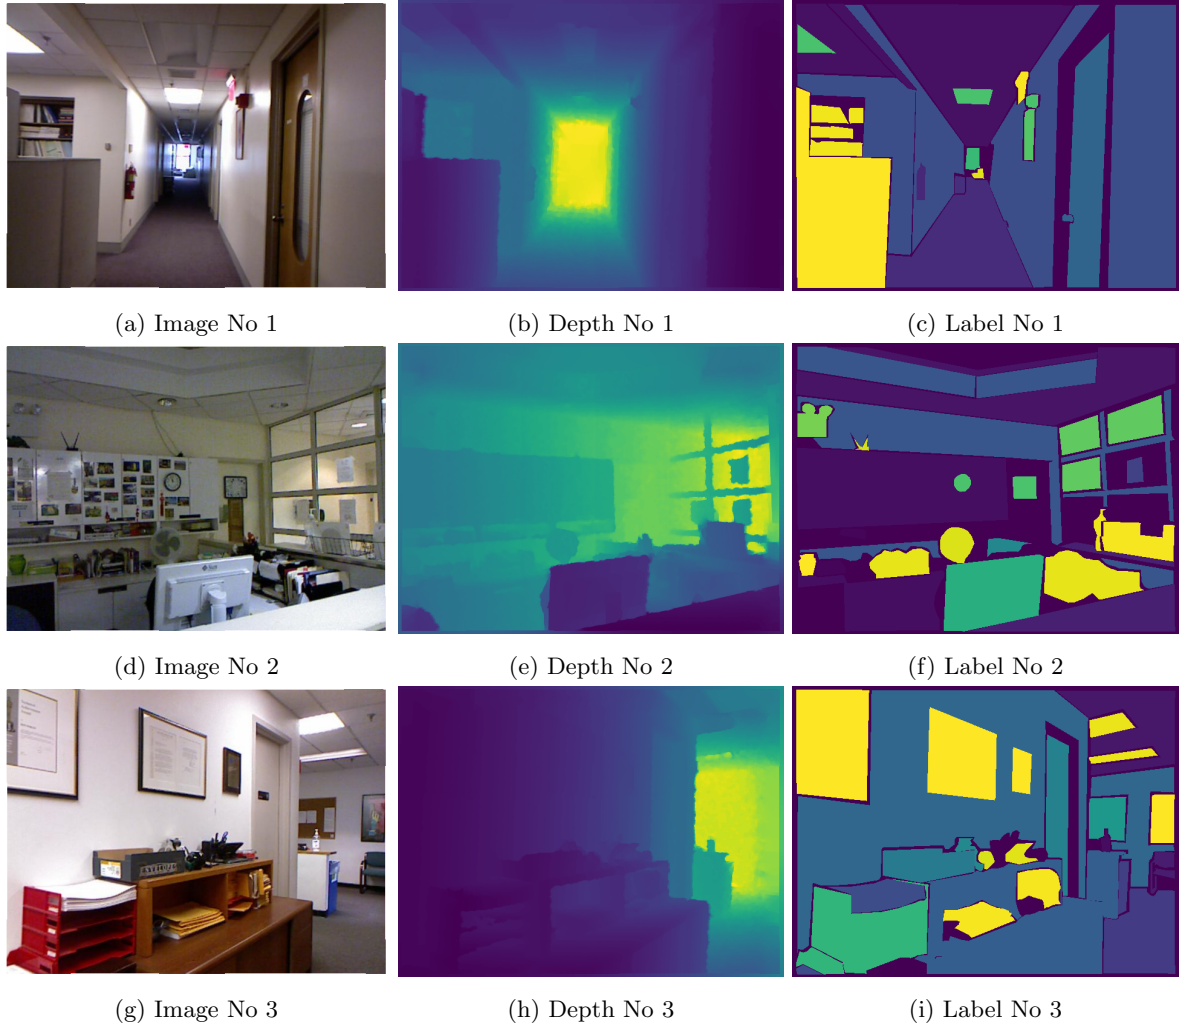 (a) Image No 1
(b) Depth No 1
(c) Label No 1
(d) Image No 2
(e) Depth No 2
(f) Label No 2
(g) Image No 3
(h) Depth No 3
(i) Label No 3